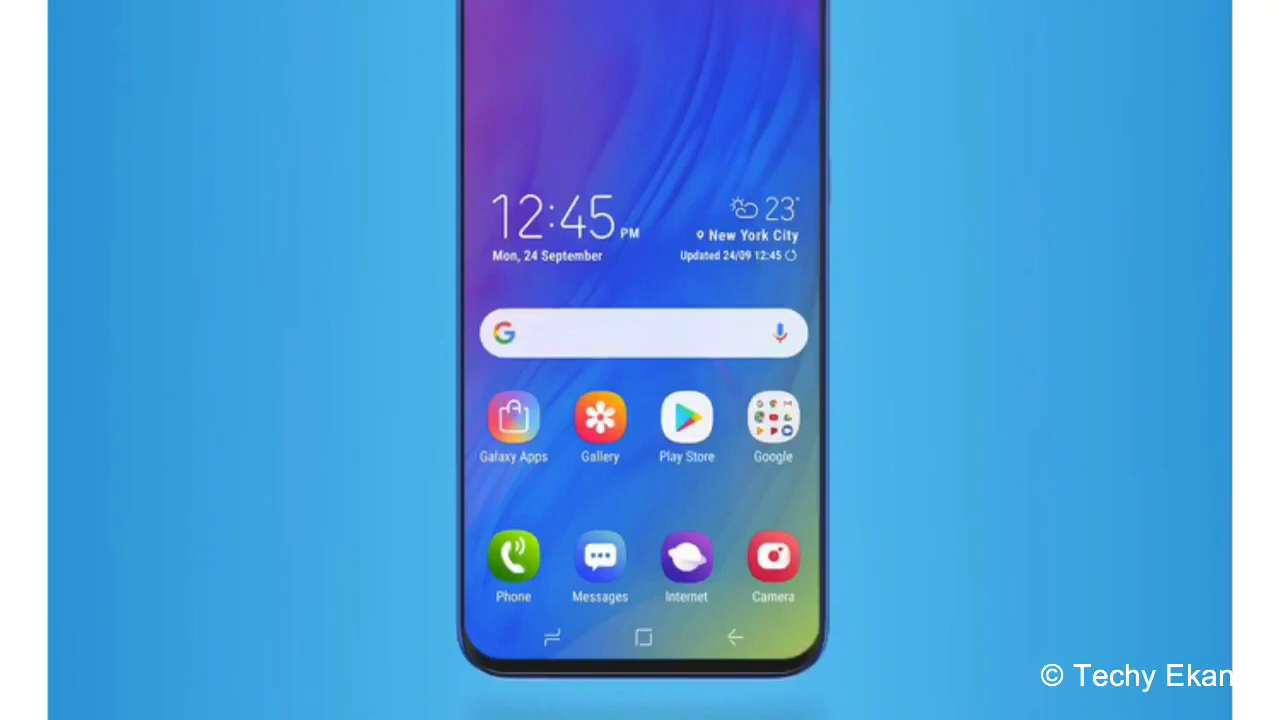 12:45 PM
Mon, 24 September
23°
New York City
Updated 24/09 12:45
G
Galaxy Apps
Gallery
Play Store
Google
Phone
Messages
Internet
Camera
© Techy Ekan